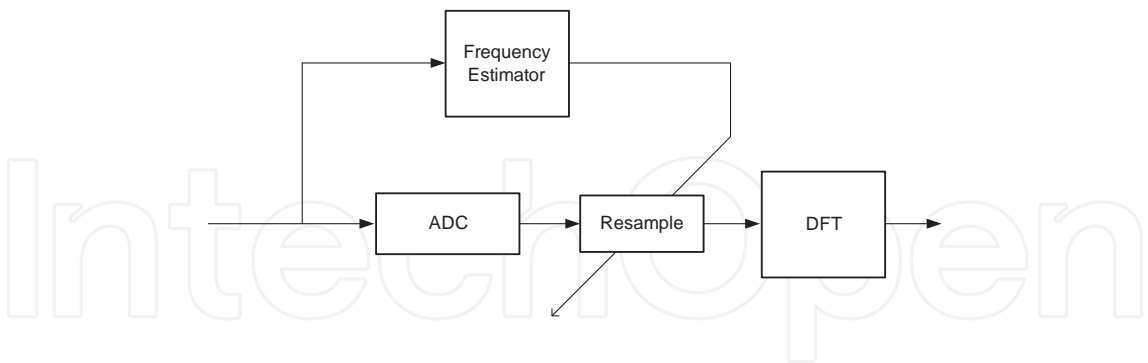 Frequency
Estimator
ADC
Resample
DFT
IntechOpen